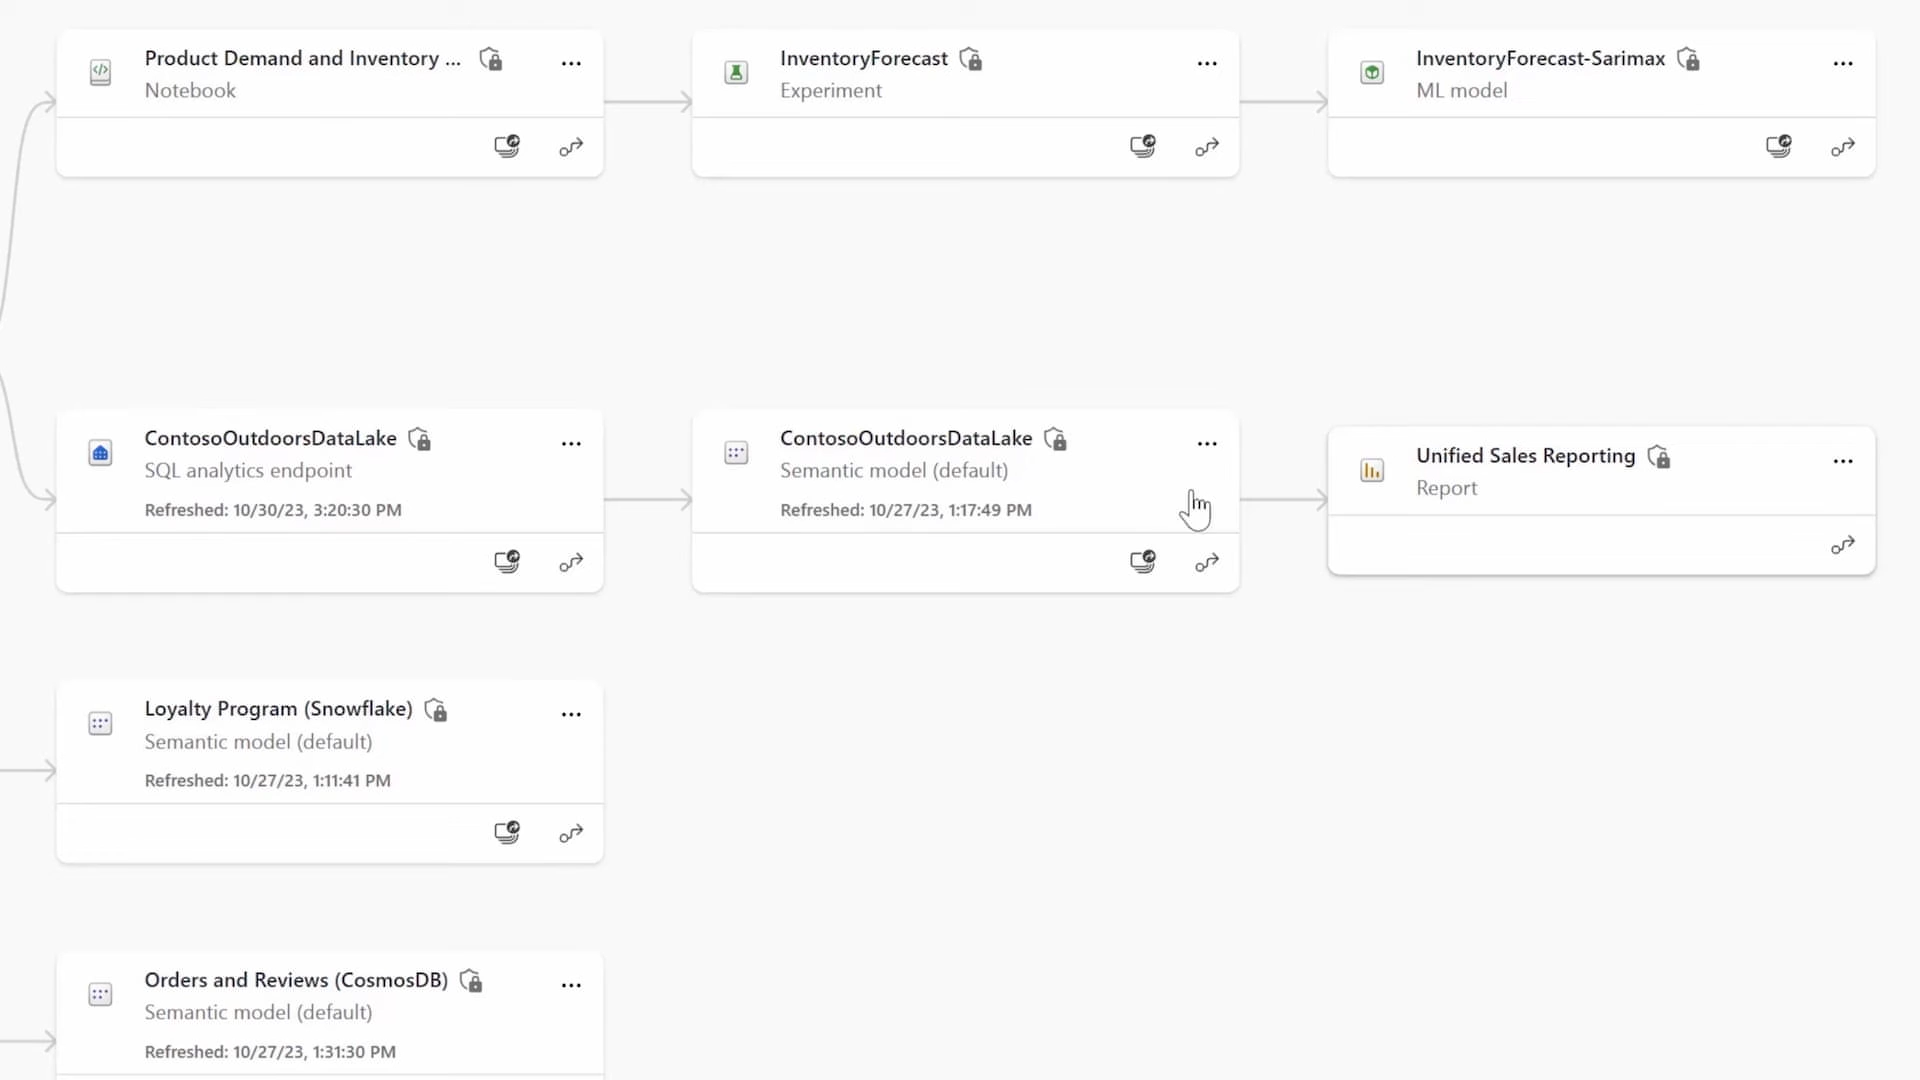 Product Demand and Inventory ...
Notebook
InventoryForecast
Experiment
InventoryForecast-Sarimax
ML model
ContosoOutdoorsDataLake
SQL analytics endpoint
Refreshed: 10/30/23, 3:20:30 PM
ContosoOutdoorsDataLake
Semantic model (default)
Refreshed: 10/27/23, 1:17:49 PM
Unified Sales Reporting
Report
Loyalty Program (Snowflake)
Semantic model (default)
Refreshed: 10/27/23, 1:11:41 PM
Orders and Reviews (CosmosDB)
Semantic model (default)
Refreshed: 10/27/23, 1:31:30 PM